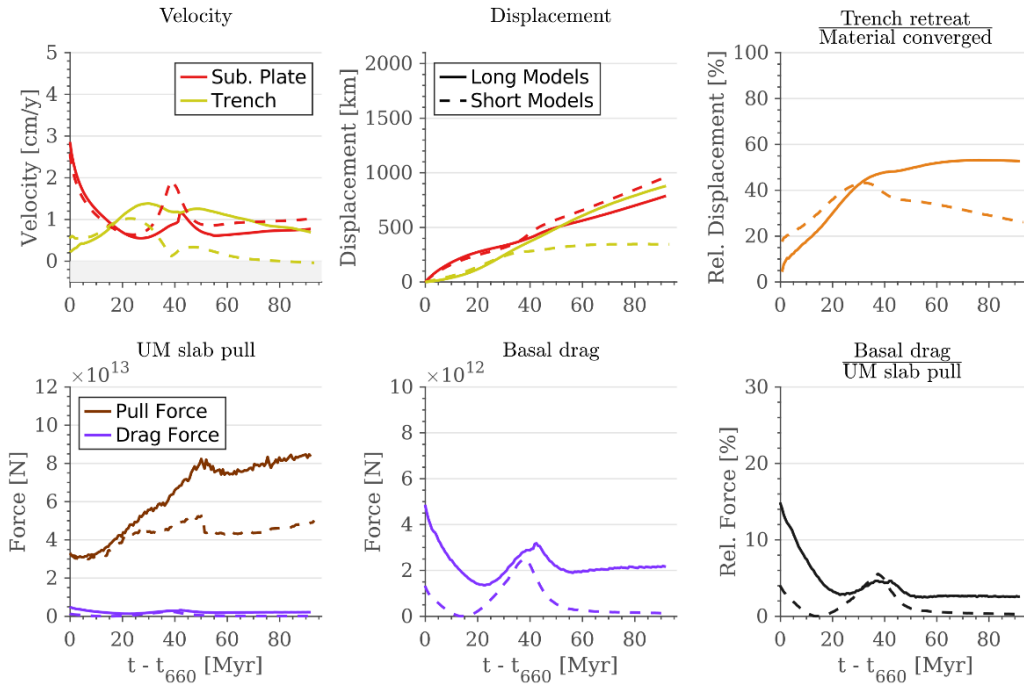 Velocity
Velocity [cm/y]
5
4
3
2
1
0
0 20 40 60 80
Sub. Plate
Trench
Displacement
Displacement [km]
2000
1500
1000
500
0
0 20 40 60 80
Long Models
Short Models
Trench retreat
Material converged
Rel. Displacement [%]
100
80
60
40
20
0
0 20 40 60 80
UM slab pull
×10¹³
Force [N]
12
10
8
6
4
2
0
0 20 40 60 80
t - t₆₆₀ [Myr]
Pull Force
Drag Force
Basal drag
×10¹²
Force [N]
10
8
6
4
2
0
0 20 40 60 80
t - t₆₆₀ [Myr]
Basal drag
UM slab pull
Rel. Force [%]
30
20
10
0
0 20 40 60 80
t - t₆₆₀ [Myr]